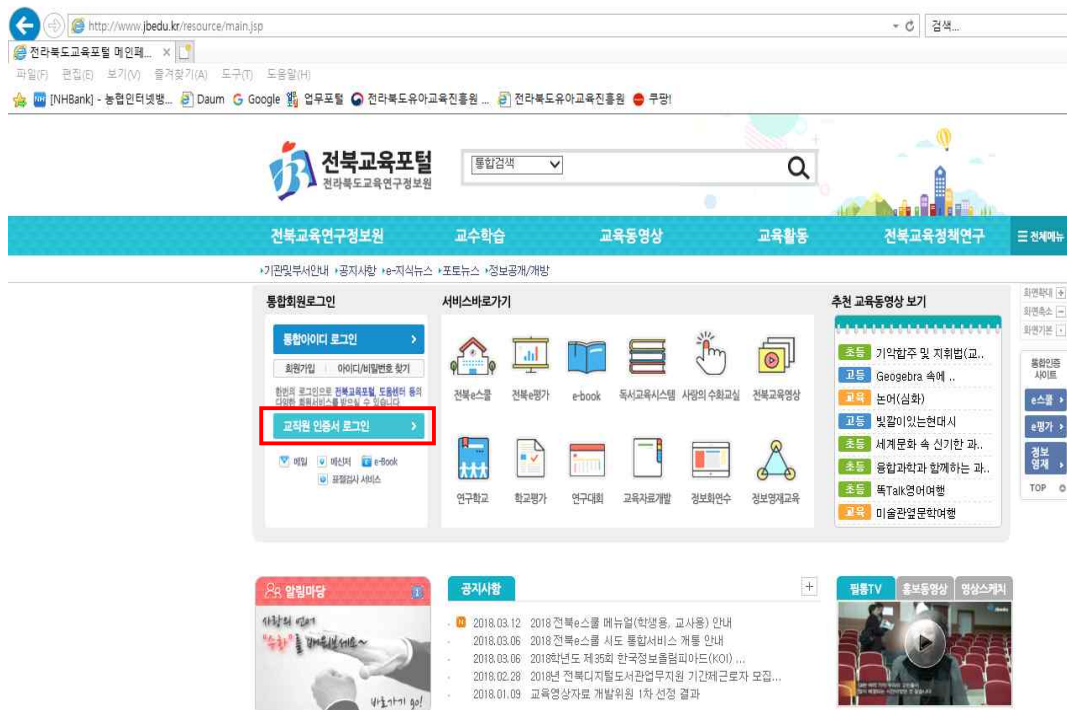 http://www.jbedu.kr/resource/main.jsp
검색...
전라북도교육포털 메인페...
파일(F) 편집(E) 보기(V) 즐겨찾기(A) 도구(T) 도움말(H)
[NHBank] - 농협인터넷뱅... Daum Google 업무포털 전라북도유아교육진흥원 ... 전라북도유아교육진흥원 쿠팡!
전북교육포털
전라북도교육연구정보원
통합검색
전북교육연구정보원 교수학습 교육동영상 교육활동 전북교육정책연구 전체메뉴
기관및부서안내 공지사항 e-지식뉴스 포토뉴스 정보공개/개방
통합회원로그인
통합아이디 로그인
회원가입 아이디/비밀번호 찾기
한번의 로그인으로 전북교육포털, 도움센터 등의
다양한 회원서비스를 받으실 수 있습니다
교직원 인증서 로그인
메일 메신저 e-Book
표절검사 서비스
서비스바로가기
전북e스쿨 전북e평가 e-book 독서교육시스템 사랑의 수화교실 전북교육영상
연구학교 학교평가 연구대회 교육자료개발 정보화연수 정보영재교육
추천 교육동영상 보기
초등 기악합주 및 지휘법(교..
고등 Geogebra 속에 ..
교육 논어(심화)
고등 빛깔이있는현대시
초등 세계문화 속 신기한 과..
초등 융합과학과 함께하는 과..
초등 똑Talk영어여행
교육 미술관옆문학여행
화면확대
화면축소
화면기본
통합인증
사이트
e스쿨
e평가
정보
영재
TOP
알림마당
사랑의 언어
"수화"를 배워보세요~
바로가기 go!
공지사항
N 2018.03.12 2018 전북e스쿨 메뉴얼(학생용, 교사용) 안내
2018.03.06 2018 전북e스쿨 시도 통합서비스 개통 안내
2018.03.06 2018학년도 제35회 한국정보올림피아드(KOI) ...
2018.02.28 2018년 전북디지털도서관업무지원 기간제근로자 모집...
2018.01.09 교육영상자료 개발위원 1차 선정 결과
필통TV 홍보동영상 영상스케치